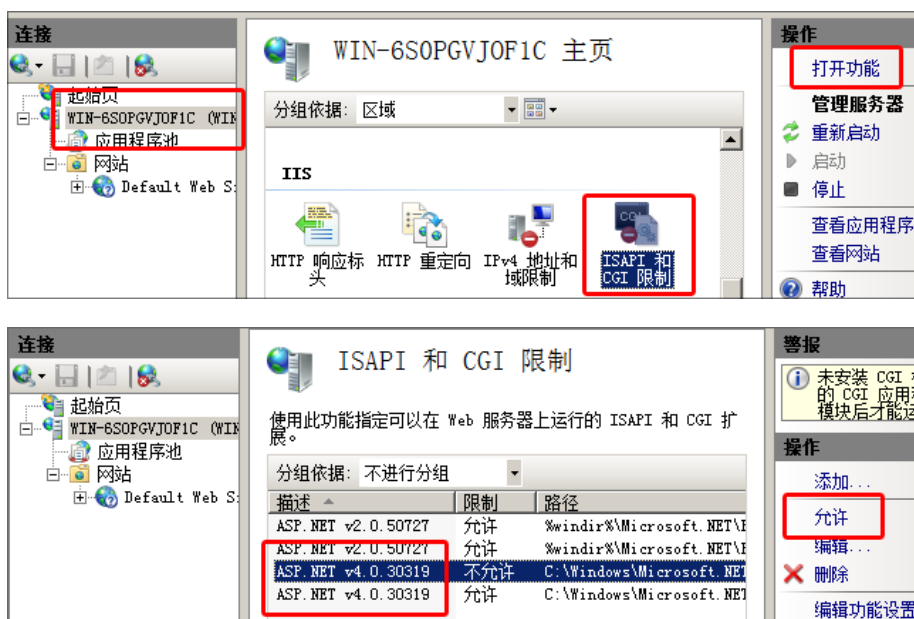 连接
起始页
WIN-6SOPGVJOF1C (WIN
应用程序池
网站
Default Web S
WIN-6SOPGVJOF1C 主页
分组依据: 区域
IIS
HTTP 响应标头
HTTP 重定向
IPv4 地址和域限制
CGI
ISAPI 和 CGI 限制
操作
打开功能
管理服务器
重新启动
启动
停止
查看应用程序
查看网站
帮助
连接
起始页
WIN-6SOPGVJOF1C (WIN
应用程序池
网站
Default Web S
ISAPI 和 CGI 限制
使用此功能指定可以在 Web 服务器上运行的 ISAPI 和 CGI 扩
展。
分组依据: 不进行分组
描述 限制 路径
ASP.NET v2.0.50727 允许 %windir%\Microsoft.NET\
ASP.NET v2.0.50727 允许 %windir%\Microsoft.NET\
ASP.NET v4.0.30319 不允许 C:\Windows\Microsoft.NET
ASP.NET v4.0.30319 允许 C:\Windows\Microsoft.NET
警报
未安装 CGI
的 CGI 应用
模块后才能
操作
添加...
允许
编辑...
删除
编辑功能设置